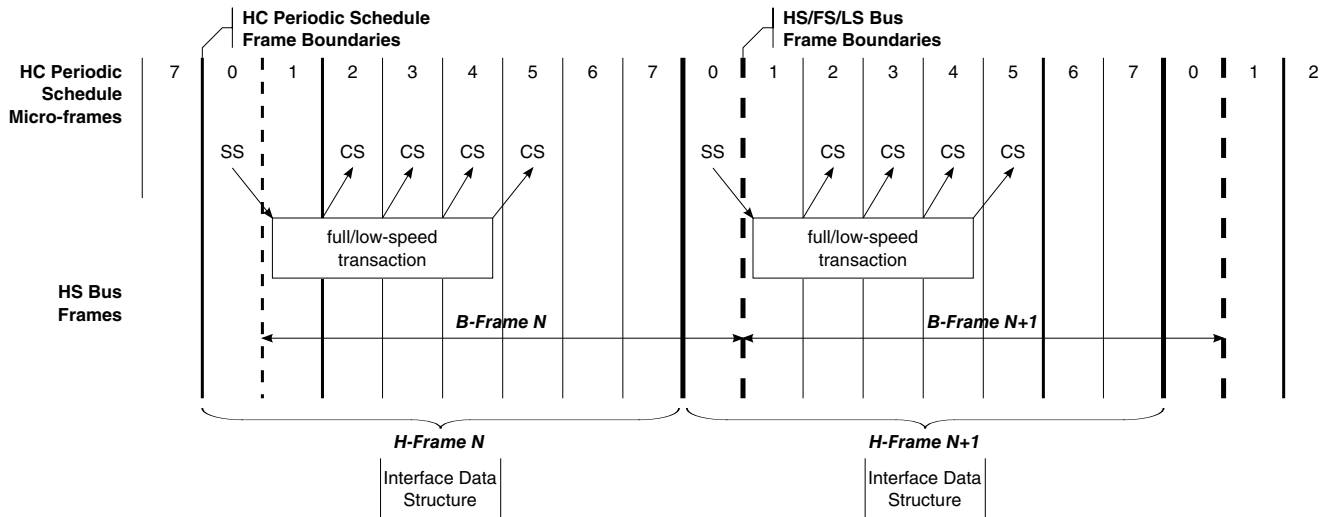 HC Periodic Schedule
Frame Boundaries
HS/FS/LS Bus
Frame Boundaries
HC Periodic
Schedule
Micro-frames
7 0 1 2 3 4 5 6 7 0 1 2 3 4 5 6 7 0 1 2
SS CS CS CS CS SS CS CS CS CS
full/low-speed
transaction
full/low-speed
transaction
HS Bus
Frames
B-Frame N
B-Frame N+1
H-Frame N
H-Frame N+1
Interface Data
Structure
Interface Data
Structure